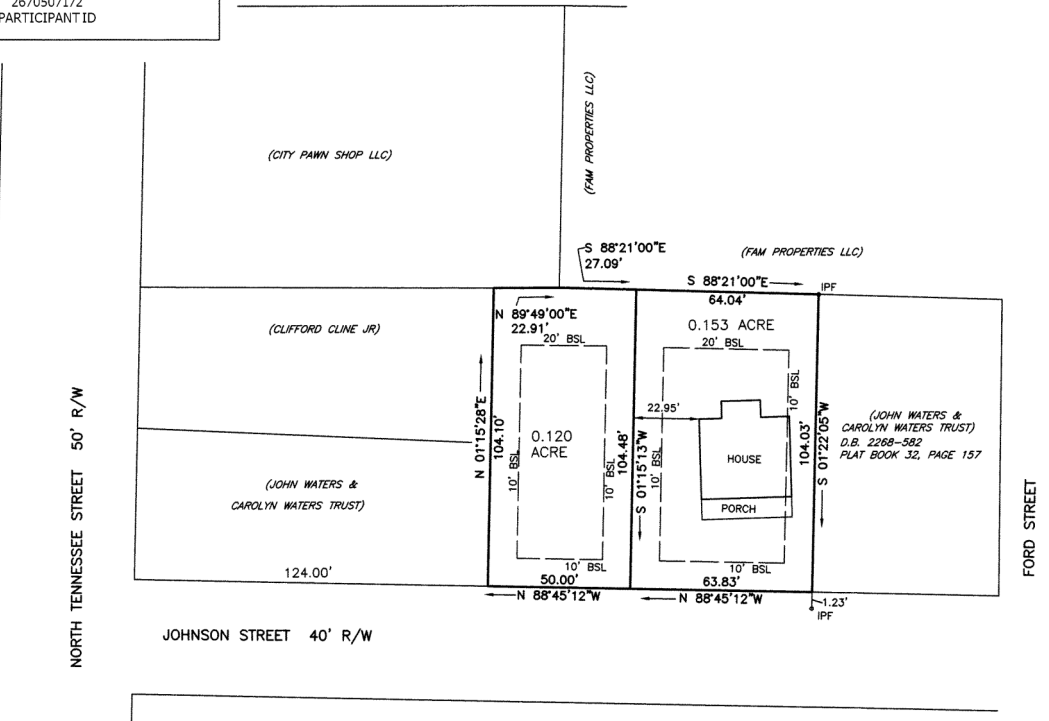 2670507172
PARTICIPANT ID
(CITY PAWN SHOP LLC)
(FAM PROPERTIES LLC)
S 88°21'00"E
27.09'
(FAM PROPERTIES LLC)
S 88°21'00"E
64.04'
IPF
N 89°49'00"E
22.91'
20' BSL
0.153 ACRE
20' BSL
(CLIFFORD CLINE JR)
N 01°15'28"E
104.10'
10' BSL
0.120
ACRE
10' BSL
104.48'
S 01°15'13"W
10' BSL
22.95'
HOUSE
PORCH
10' BSL
104.03'
S 01°22'05"W
(JOHN WATERS &
CAROLYN WATERS TRUST)
D.B. 2268-582
PLAT BOOK 32, PAGE 157
(JOHN WATERS &
CAROLYN WATERS TRUST)
124.00'
10' BSL
50.00'
N 88°45'12"W
10' BSL
63.83'
N 88°45'12"W
1.23'
IPF
NORTH TENNESSEE STREET 50' R/W
FORD STREET
JOHNSON STREET 40' R/W